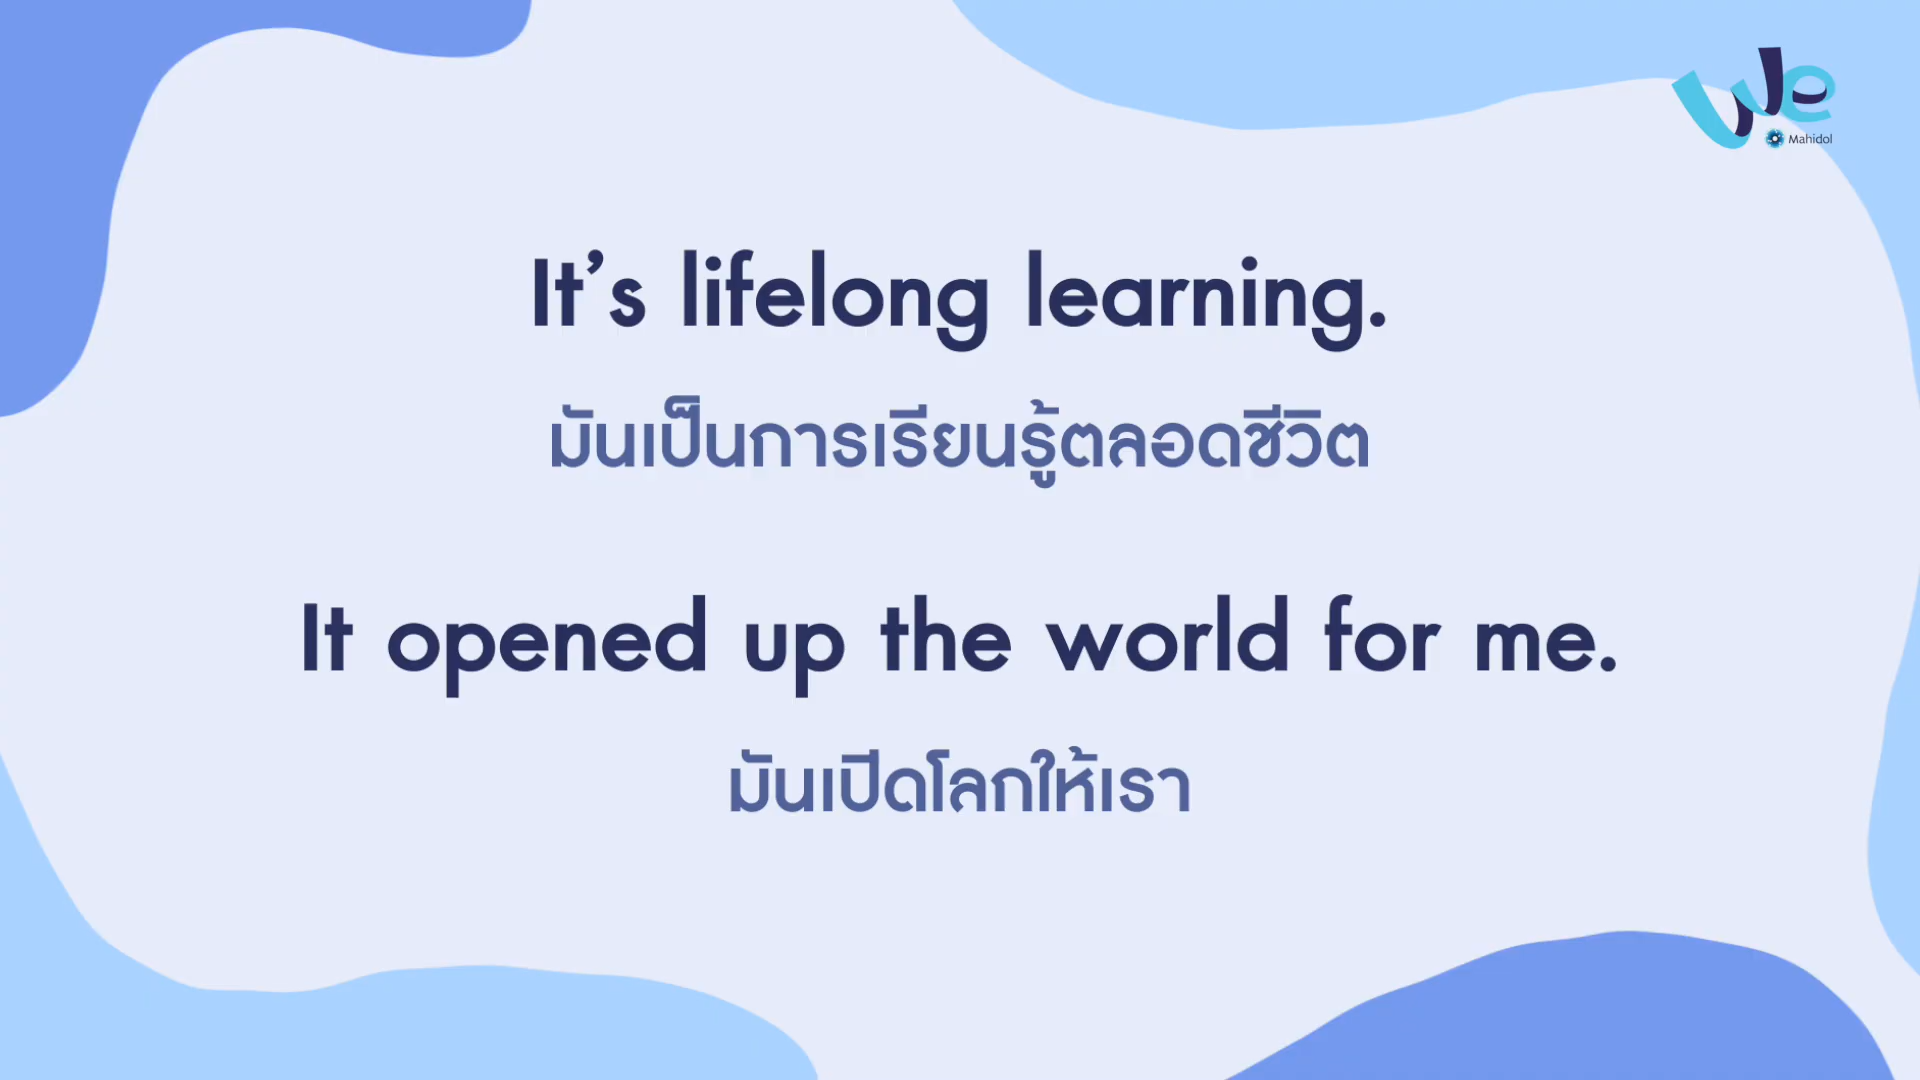 We
Mahidol
It’s lifelong learning.
มันเป็นการเรียนรู้ตลอดชีวิต
It opened up the world for me.
มันเปิดโลกให้เรา